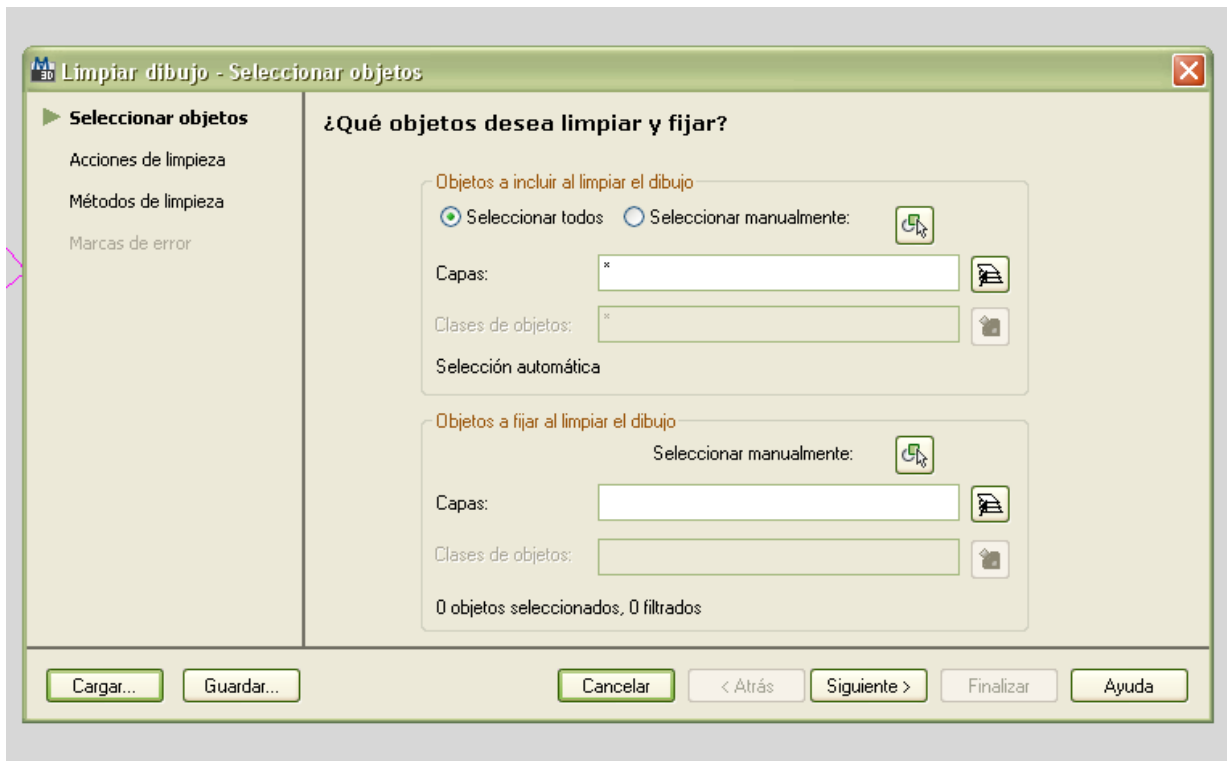 Limpiar dibujo - Seleccionar objetos
Seleccionar objetos
Acciones de limpieza
Métodos de limpieza
Marcas de error
¿Qué objetos desea limpiar y fijar?
Objetos a incluir al limpiar el dibujo
Seleccionar todos Seleccionar manualmente:
Capas: *
Clases de objetos: *
Selección automática
Objetos a fijar al limpiar el dibujo
Seleccionar manualmente:
Capas:
Clases de objetos:
0 objetos seleccionados, 0 filtrados
Cargar... Guardar... Cancelar < Atrás Siguiente > Finalizar Ayuda